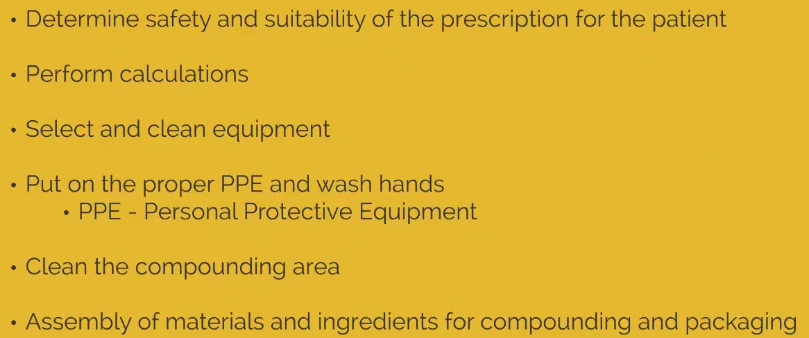 • Determine safety and suitability of the prescription for the patient
• Perform calculations
• Select and clean equipment
• Put on the proper PPE and wash hands
• PPE - Personal Protective Equipment
• Clean the compounding area
• Assembly of materials and ingredients for compounding and packaging